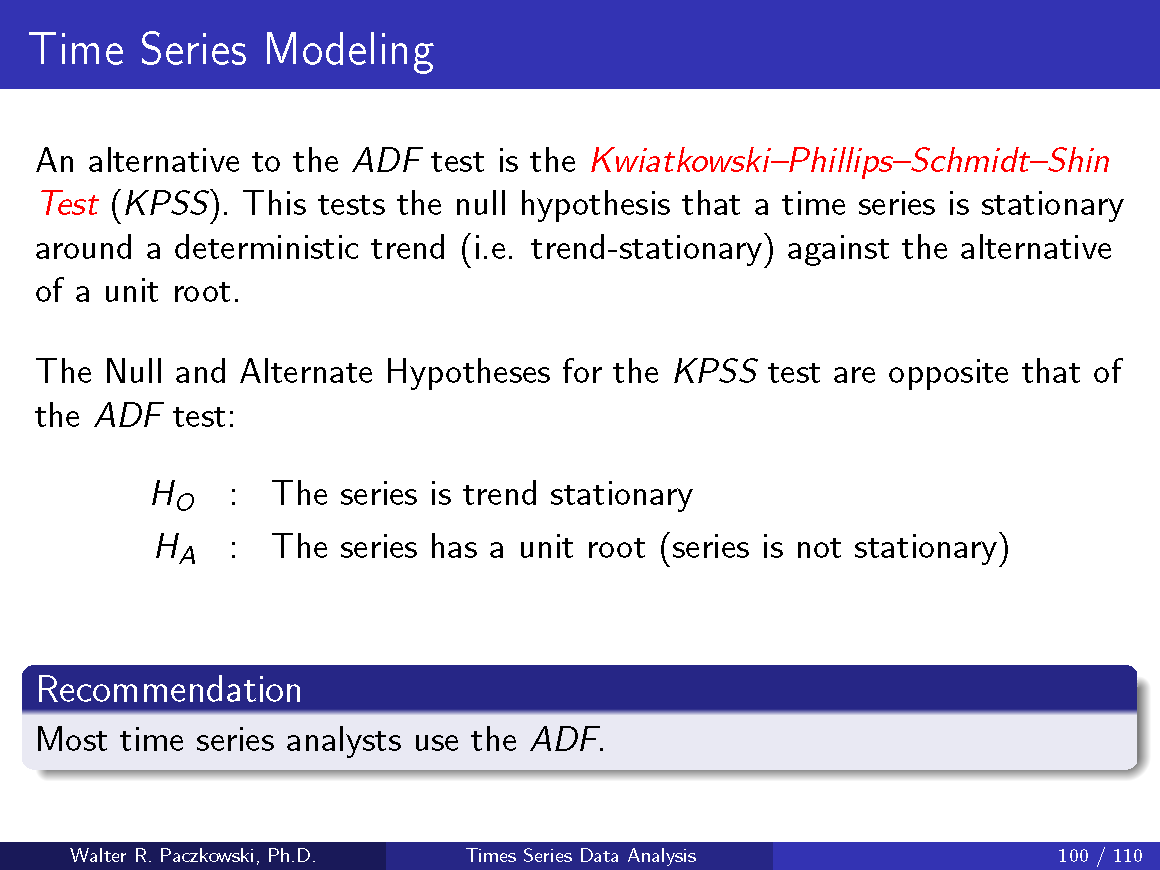 Time Series Modeling
An alternative to the ADF test is the Kwiatkowski–Phillips–Schmidt–Shin
Test (KPSS). This tests the null hypothesis that a time series is stationary
around a deterministic trend (i.e. trend-stationary) against the alternative
of a unit root.
The Null and Alternate Hypotheses for the KPSS test are opposite that of
the ADF test:
H_O : The series is trend stationary
H_A : The series has a unit root (series is not stationary)
Recommendation
Most time series analysts use the ADF.
Walter R. Paczkowski, Ph.D. Times Series Data Analysis 100 / 110